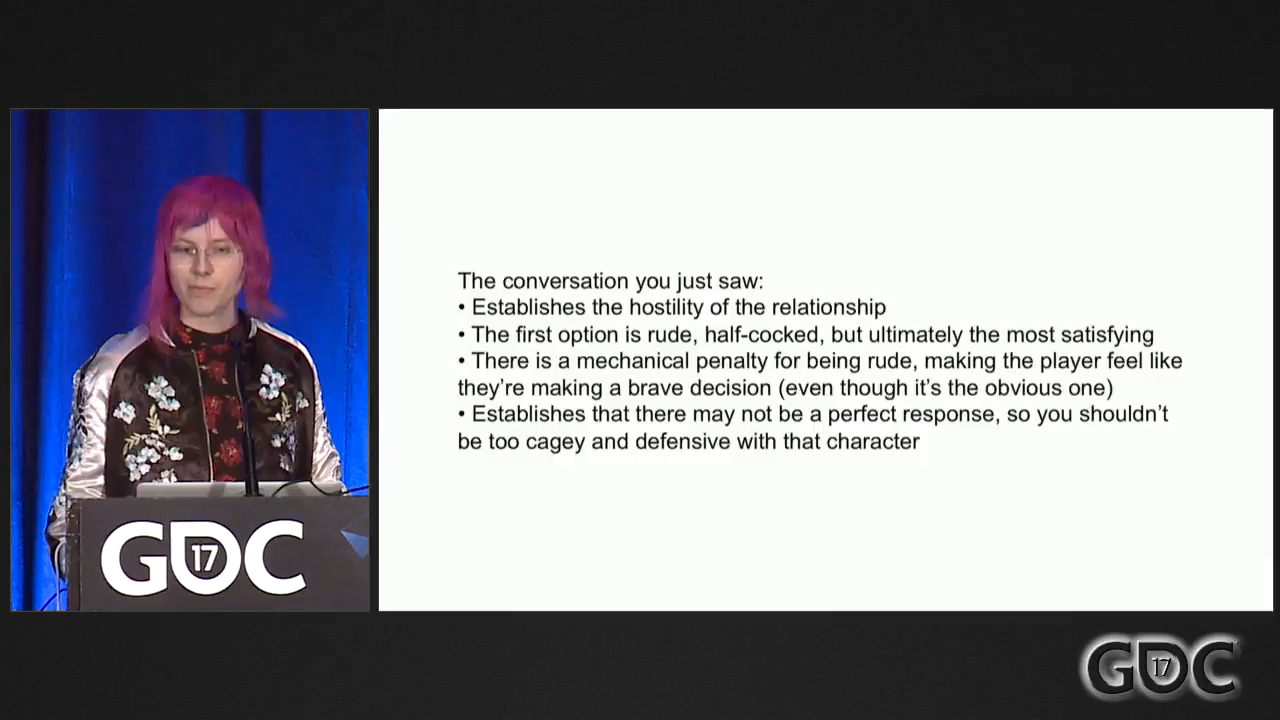 The conversation you just saw:
• Establishes the hostility of the relationship
• The first option is rude, half-cocked, but ultimately the most satisfying
• There is a mechanical penalty for being rude, making the player feel like
they’re making a brave decision (even though it’s the obvious one)
• Establishes that there may not be a perfect response, so you shouldn’t
be too cagey and defensive with that character
GDC
17
GDC
17